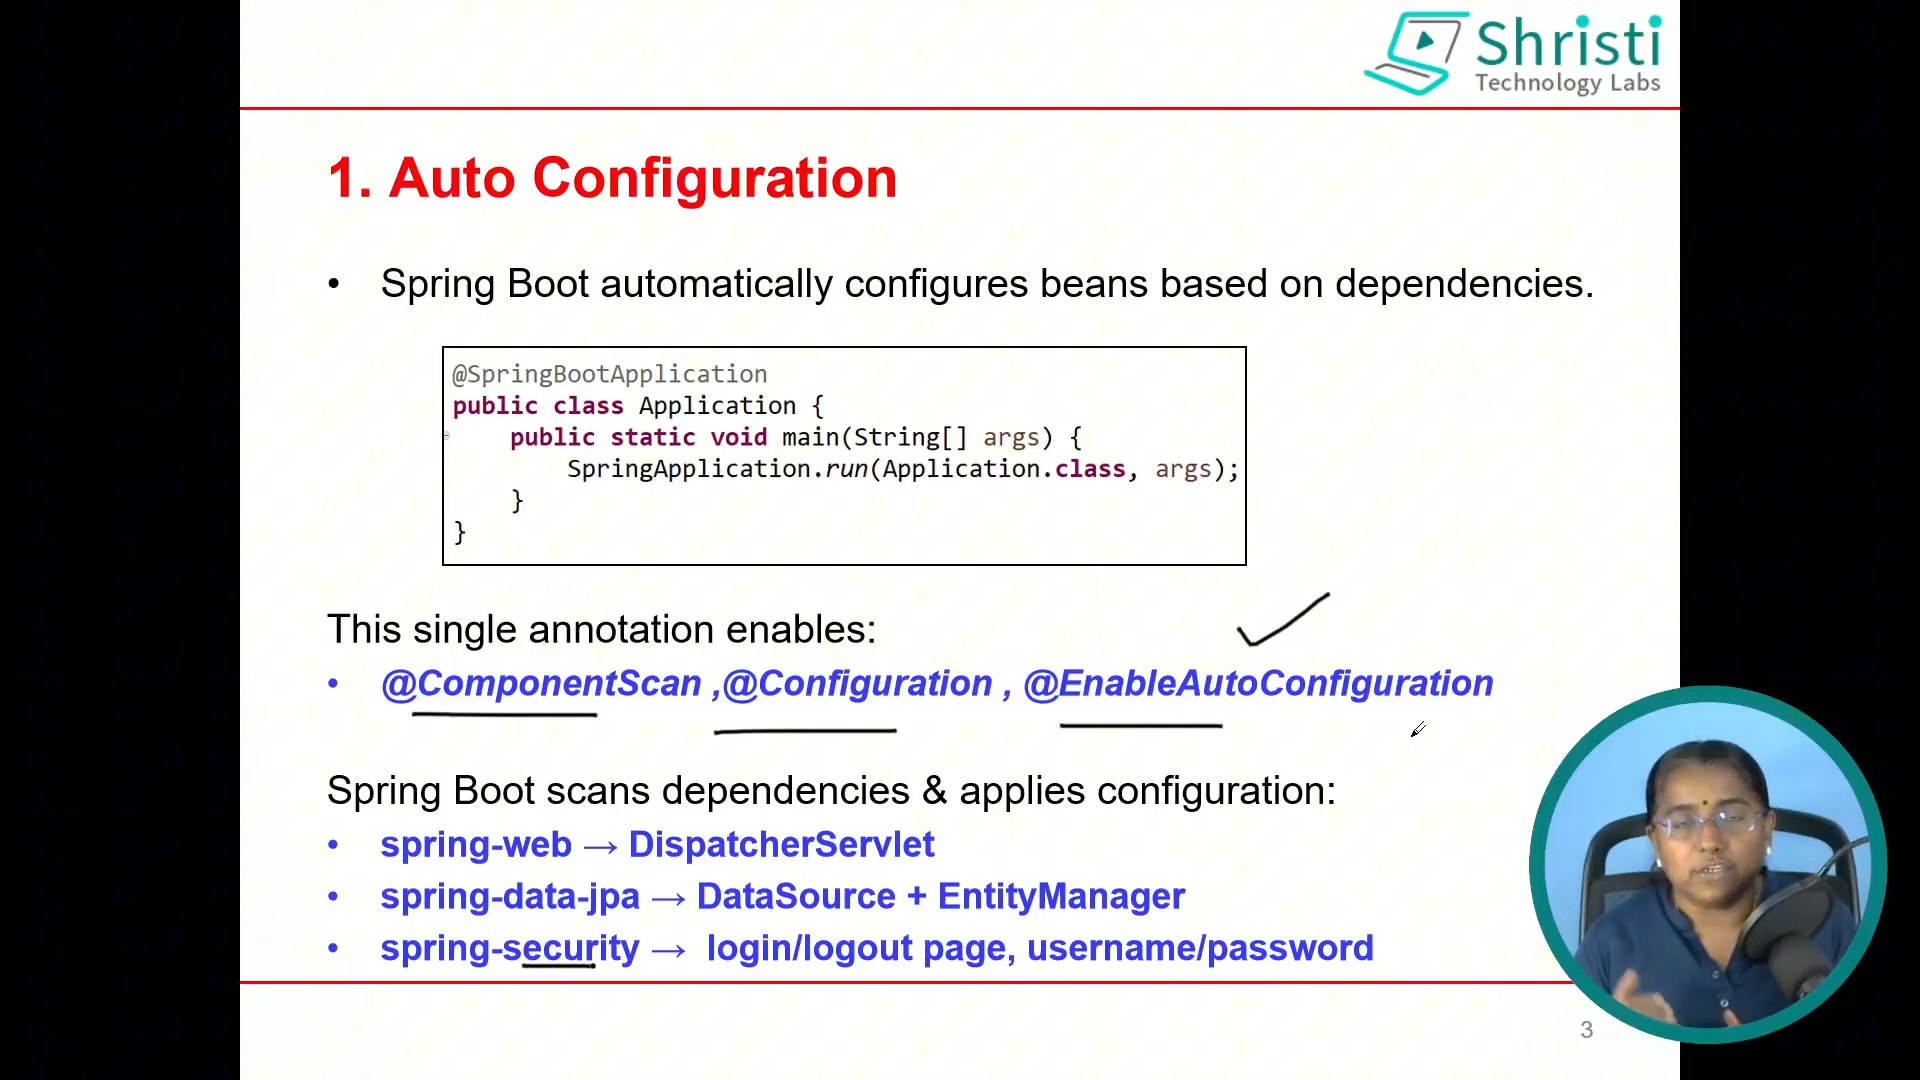 Shristi
Technology Labs
1. Auto Configuration
• Spring Boot automatically configures beans based on dependencies.
@SpringBootApplication
public class Application {
public static void main(String[] args) {
SpringApplication.run(Application.class, args);
}
}
This single annotation enables:
• @ComponentScan ,@Configuration , @EnableAutoConfiguration
Spring Boot scans dependencies & applies configuration:
• spring-web → DispatcherServlet
• spring-data-jpa → DataSource + EntityManager
• spring-security → login/logout page, username/password
3